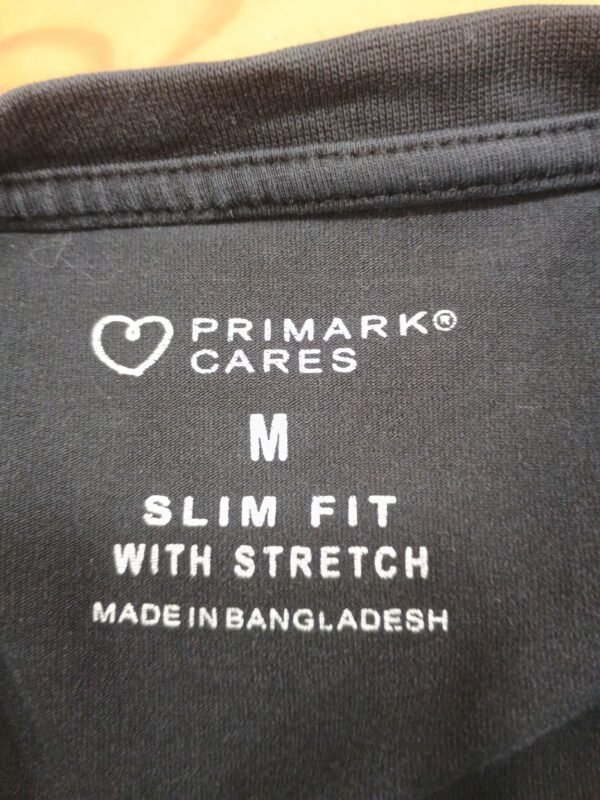 PRIMARK®
CARES
M
SLIM FIT
WITH STRETCH
MADE IN BANGLADESH